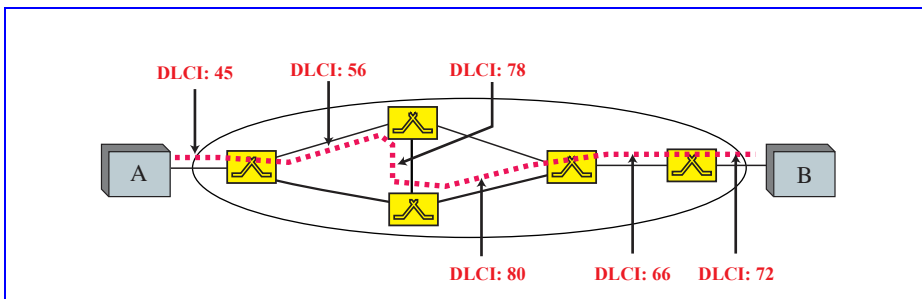 DLCI: 45
DLCI: 56
DLCI: 78
A
B
DLCI: 80
DLCI: 66
DLCI: 72